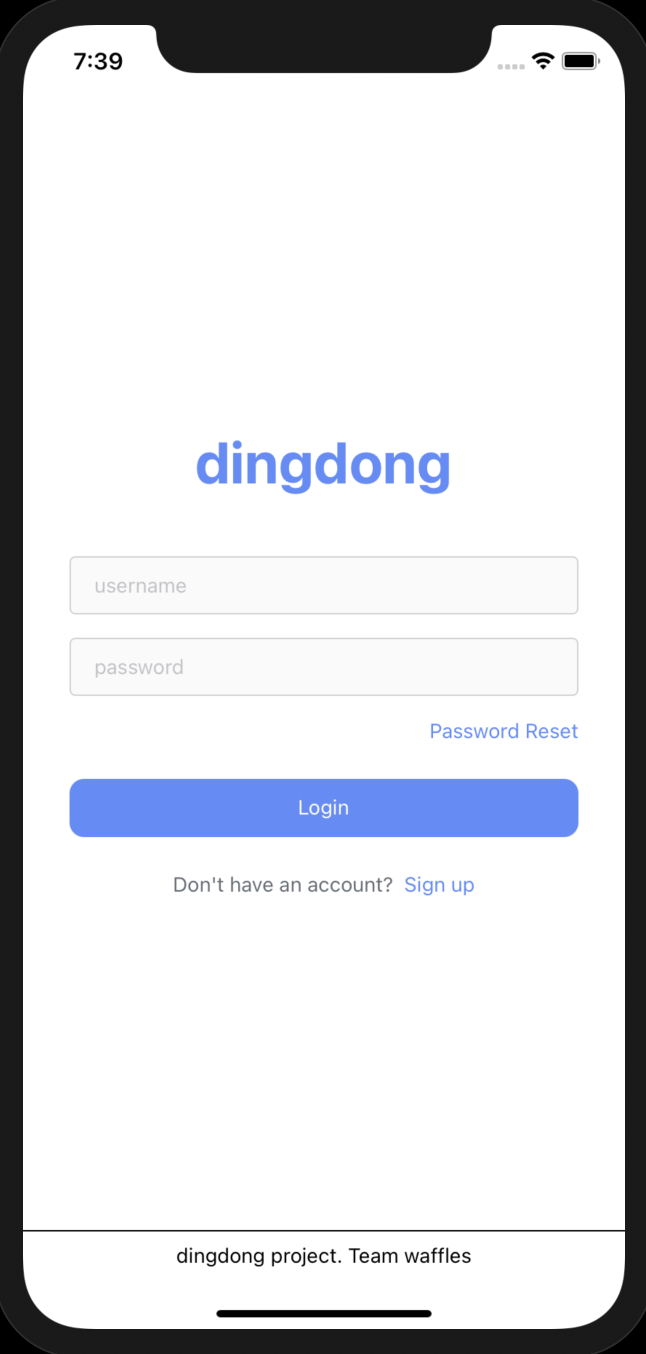 7:39
dingdong
username
password
Password Reset
Login
Don't have an account? Sign up
dingdong project. Team waffles